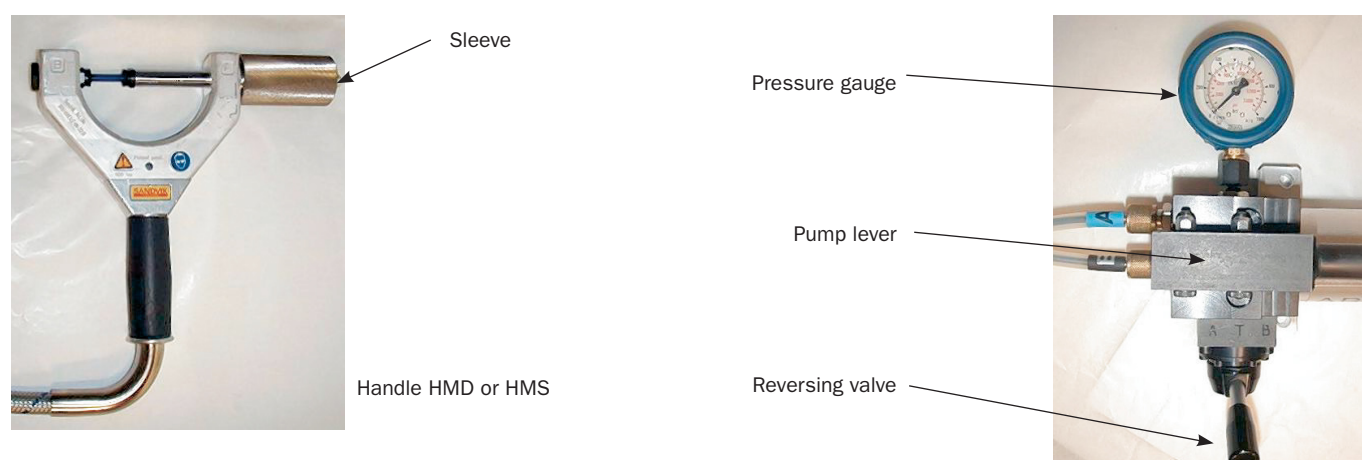 Sleeve
Handle HMD or HMS
SANDVIK
B
Pressure gauge
Pump lever
Reversing valve
A
A T B